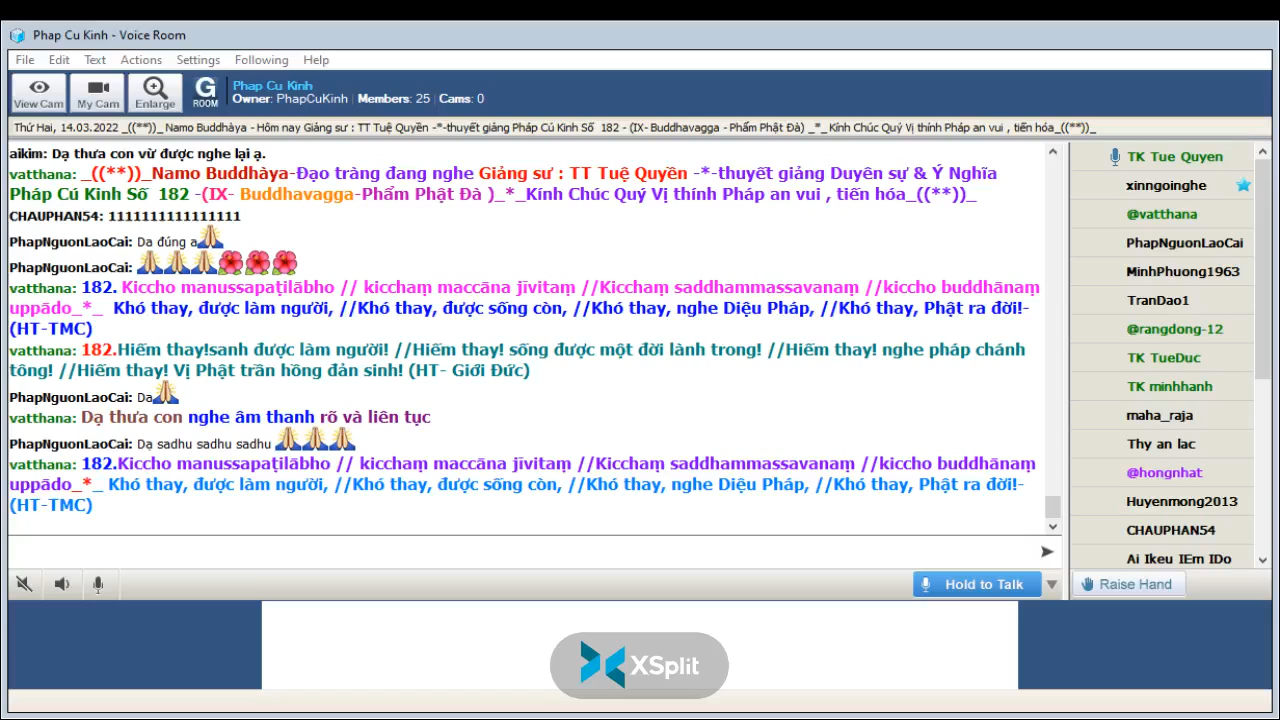 Phap Cu Kinh - Voice Room
File Edit Text Actions Settings Following Help
View Cam My Cam Enlarge G ROOM
Phap Cu Kinh
Owner: PhapCuKinh | Members: 25 | Cams: 0
Thứ Hai, 14.03.2022 _((**))_ Namo Buddhàya - Hôm nay Giảng sư : TT Tuệ Quyền -*-thuyết giảng Pháp Cú Kinh Số 182 - (IX- Buddhavagga - Phẩm Phật Đà) _*_ Kính Chúc Quý Vị thính Pháp an vui , tiến hóa_((**))_
aikim: Dạ thưa con vừ được nghe lại ạ.
vatthana: _((**))_Namo Buddhàya-Đạo tràng đang nghe Giảng sư : TT Tuệ Quyền -*-thuyết giảng Duyên sự & Ý Nghĩa
Pháp Cú Kinh Số 182 -(IX- Buddhavagga-Phẩm Phật Đà )_*_Kính Chúc Quý Vị thính Pháp an vui , tiến hóa_((**))_
CHAUPHAN54: 1111111111111111
PhapNguonLaoCai: Da đúng a
PhapNguonLaoCai:
vatthana: 182. Kiccho manussapaṭilābho // kicchaṃ maccāna jīvitaṃ //Kicchaṃ saddhammassavanaṃ //kiccho buddhānaṃ
uppādo_*_ Khó thay, được làm người, //Khó thay, được sống còn, //Khó thay, nghe Diệu Pháp, //Khó thay, Phật ra đời!-
(HT-TMC)
vatthana: 182.Hiếm thay!sanh được làm người! //Hiếm thay! sống được một đời lành trong! //Hiếm thay! nghe pháp chánh
tông! //Hiếm thay! Vị Phật trần hồng đản sinh! (HT- Giới Đức)
PhapNguonLaoCai: Da
vatthana: Dạ thưa con nghe âm thanh rõ và liên tục
PhapNguonLaoCai: Dạ sadhu sadhu sadhu
vatthana: 182.Kiccho manussapaṭilābho // kicchaṃ maccāna jīvitaṃ //Kicchaṃ saddhammassavanaṃ //kiccho buddhānaṃ
uppādo_*_ Khó thay, được làm người, //Khó thay, được sống còn, //Khó thay, nghe Diệu Pháp, //Khó thay, Phật ra đời!-
(HT-TMC)
TK Tue Quyen
xinngoinghe
@vatthana
PhapNguonLaoCai
MinhPhuong1963
TranDao1
@rangdong-12
TK TueDuc
TK minhhanh
maha_raja
Thy an lac
@hongnhat
Huyenmong2013
CHAUPHAN54
Ai Ikeu IEm IDo
Hold to Talk
Raise Hand
XSplit